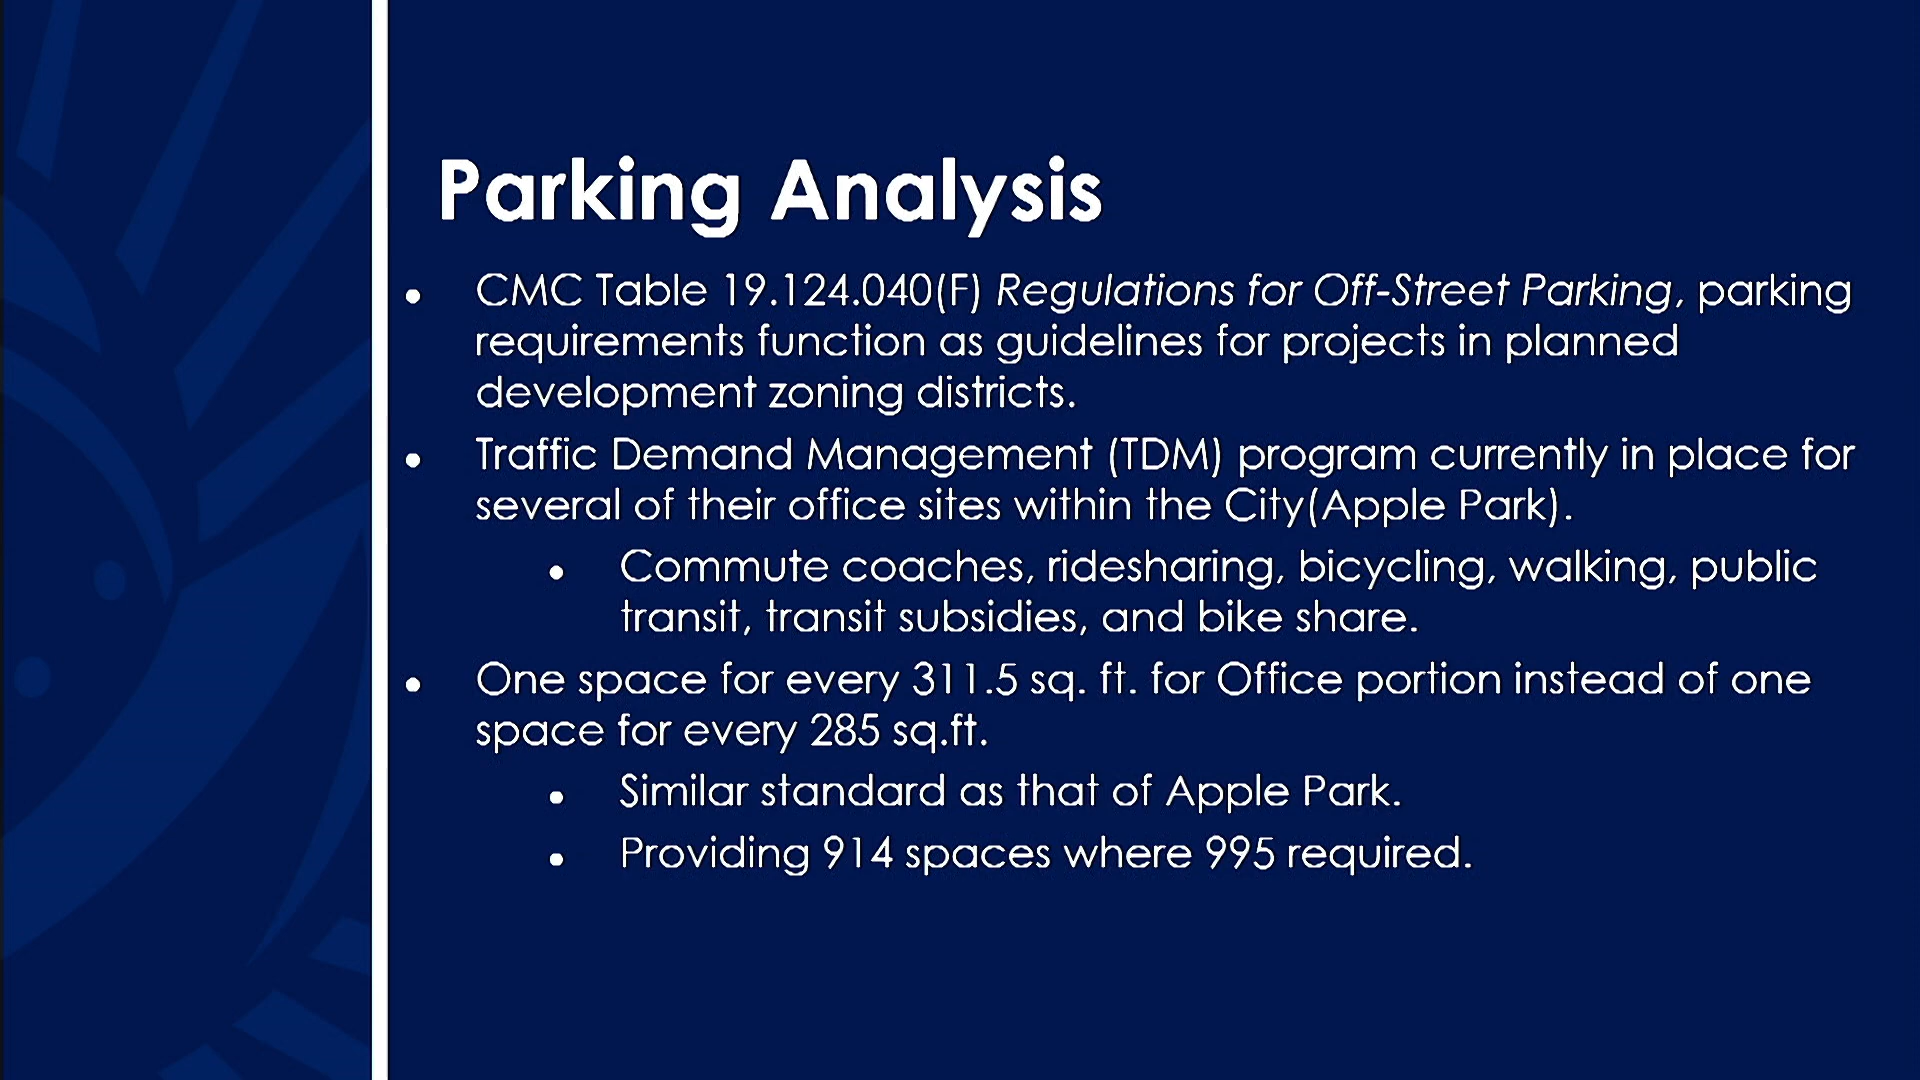 Parking Analysis
• CMC Table 19.124.040(F) Regulations for Off-Street Parking, parking
requirements function as guidelines for projects in planned
development zoning districts.
• Traffic Demand Management (TDM) program currently in place for
several of their office sites within the City(Apple Park).
• Commute coaches, ridesharing, bicycling, walking, public
transit, transit subsidies, and bike share.
• One space for every 311.5 sq. ft. for Office portion instead of one
space for every 285 sq.ft.
• Similar standard as that of Apple Park.
• Providing 914 spaces where 995 required.